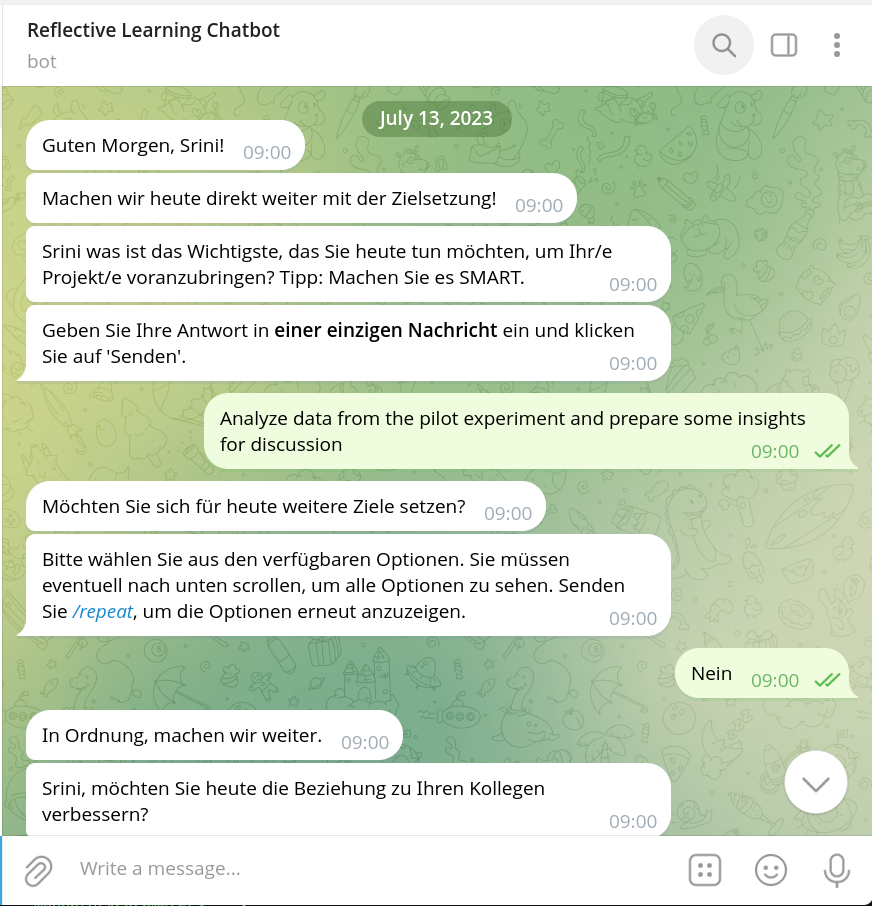 Reflective Learning Chatbot
bot
July 13, 2023
Guten Morgen, Srini! 09:00
Machen wir heute direkt weiter mit der Zielsetzung! 09:00
Srini was ist das Wichtigste, das Sie heute tun möchten, um Ihr/e
Projekt/e voranzubringen? Tipp: Machen Sie es SMART. 09:00
Geben Sie Ihre Antwort in einer einzigen Nachricht ein und klicken
Sie auf 'Senden'. 09:00
Analyze data from the pilot experiment and prepare some insights
for discussion 09:00
Möchten Sie sich für heute weitere Ziele setzen? 09:00
Bitte wählen Sie aus den verfügbaren Optionen. Sie müssen
eventuell nach unten scrollen, um alle Optionen zu sehen. Senden
Sie /repeat, um die Optionen erneut anzuzeigen. 09:00
Nein 09:00
In Ordnung, machen wir weiter. 09:00
Srini, möchten Sie heute die Beziehung zu Ihren Kollegen
verbessern? 09:00
Write a message...